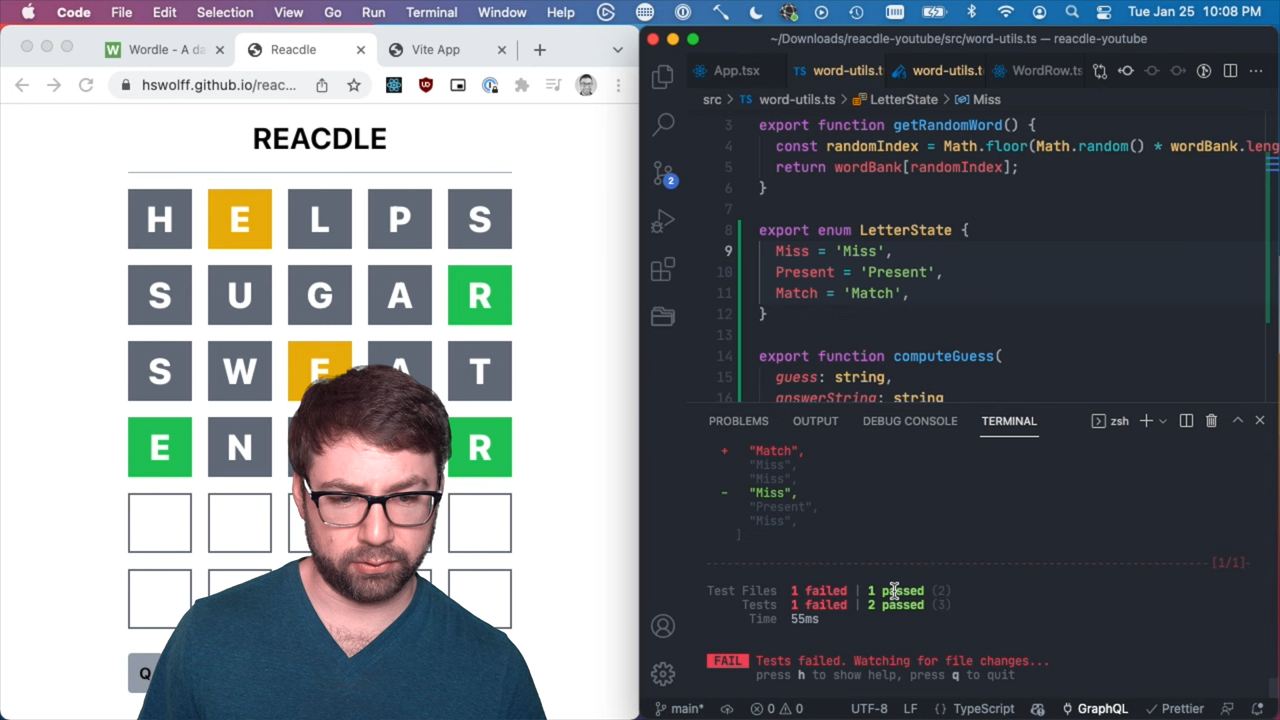 Code File Edit Selection View Go Run Terminal Window Help Tue Jan 25 10:08 PM
Wordle - A da
Reacdle
Vite App
hswolff.github.io/reac...
REACDLE
H E L P S
S U G A R
S W E A T
E N R
Q
~/Downloads/reacdle-youtube/src/word-utils.ts — reacdle-youtube
App.tsx TS word-utils.t word-utils.t WordRow.ts
src > TS word-utils.ts > LetterState > Miss
3 export function getRandomWord() {
4 const randomIndex = Math.floor(Math.random() * wordBank.leng
5 return wordBank[randomIndex];
6 }
7
8 export enum LetterState {
9 Miss = 'Miss',
10 Present = 'Present',
11 Match = 'Match',
12 }
13
14 export function computeGuess(
15 guess: string,
16 answerString: string
2
PROBLEMS OUTPUT DEBUG CONSOLE TERMINAL zsh
+ "Match",
"Miss",
"Miss",
- "Miss",
"Present",
"Miss",
]
[1/1]
Test Files 1 failed | 1 passed (2)
Tests 1 failed | 2 passed (3)
Time 55ms
FAIL Tests failed. Watching for file changes...
press h to show help, press q to quit
main* 0 0 UTF-8 LF {} TypeScript GraphQL Prettier